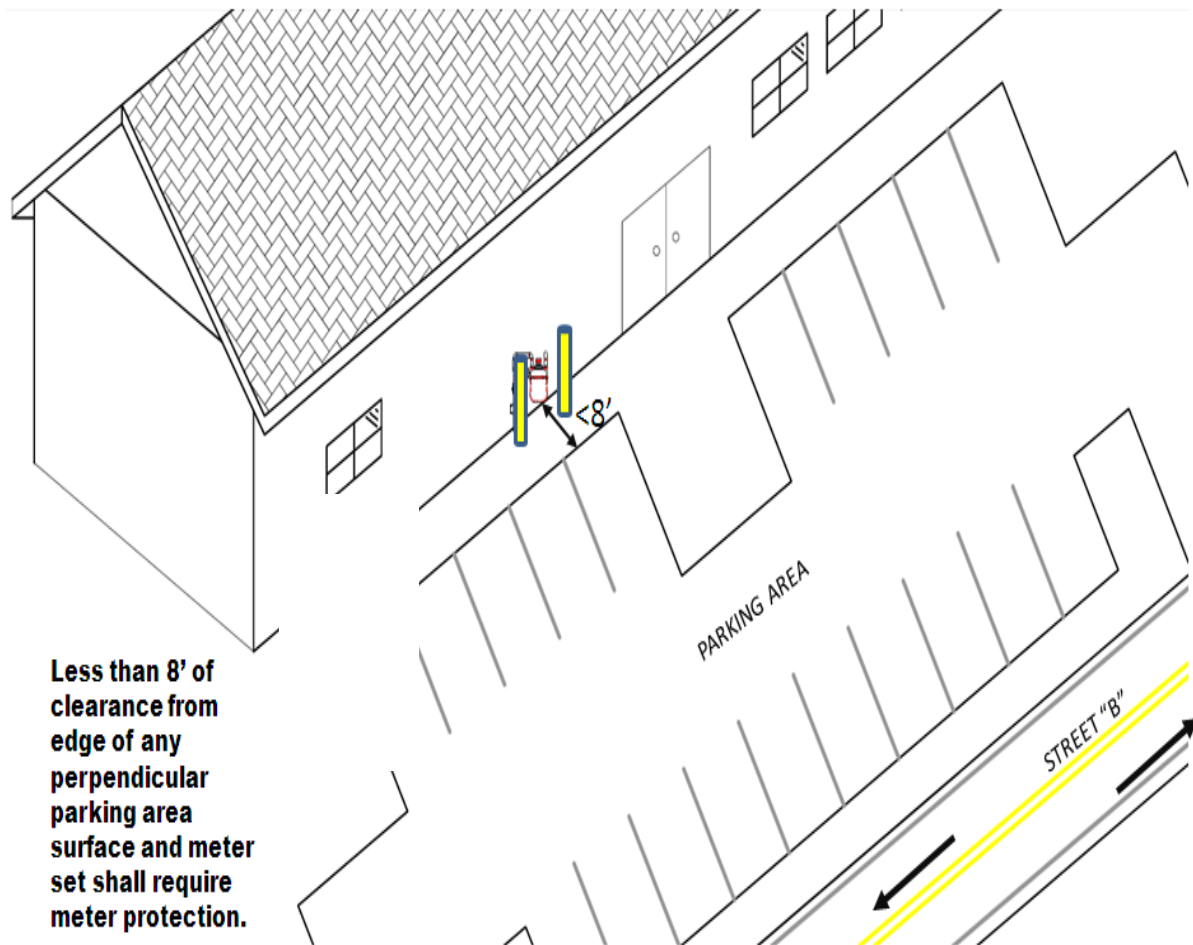 <8’
PARKING AREA
STREET “B”
Less than 8’ of
clearance from
edge of any
perpendicular
parking area
surface and meter
set shall require
meter protection.